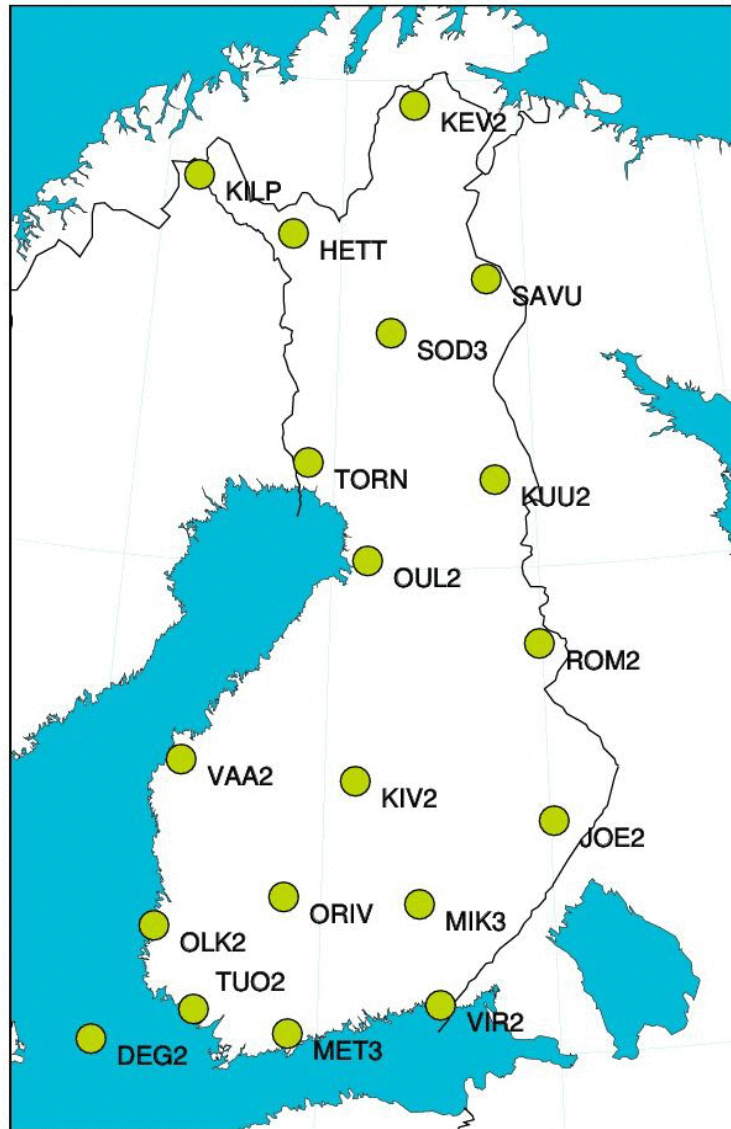 KEV2
KILP
HETT
SAVU
SOD3
TORN
KUU2
OUL2
ROM2
VAA2
KIV2
JOE2
ORIV
MIK3
OLK2
TUO2
VIR2
DEG2
MET3